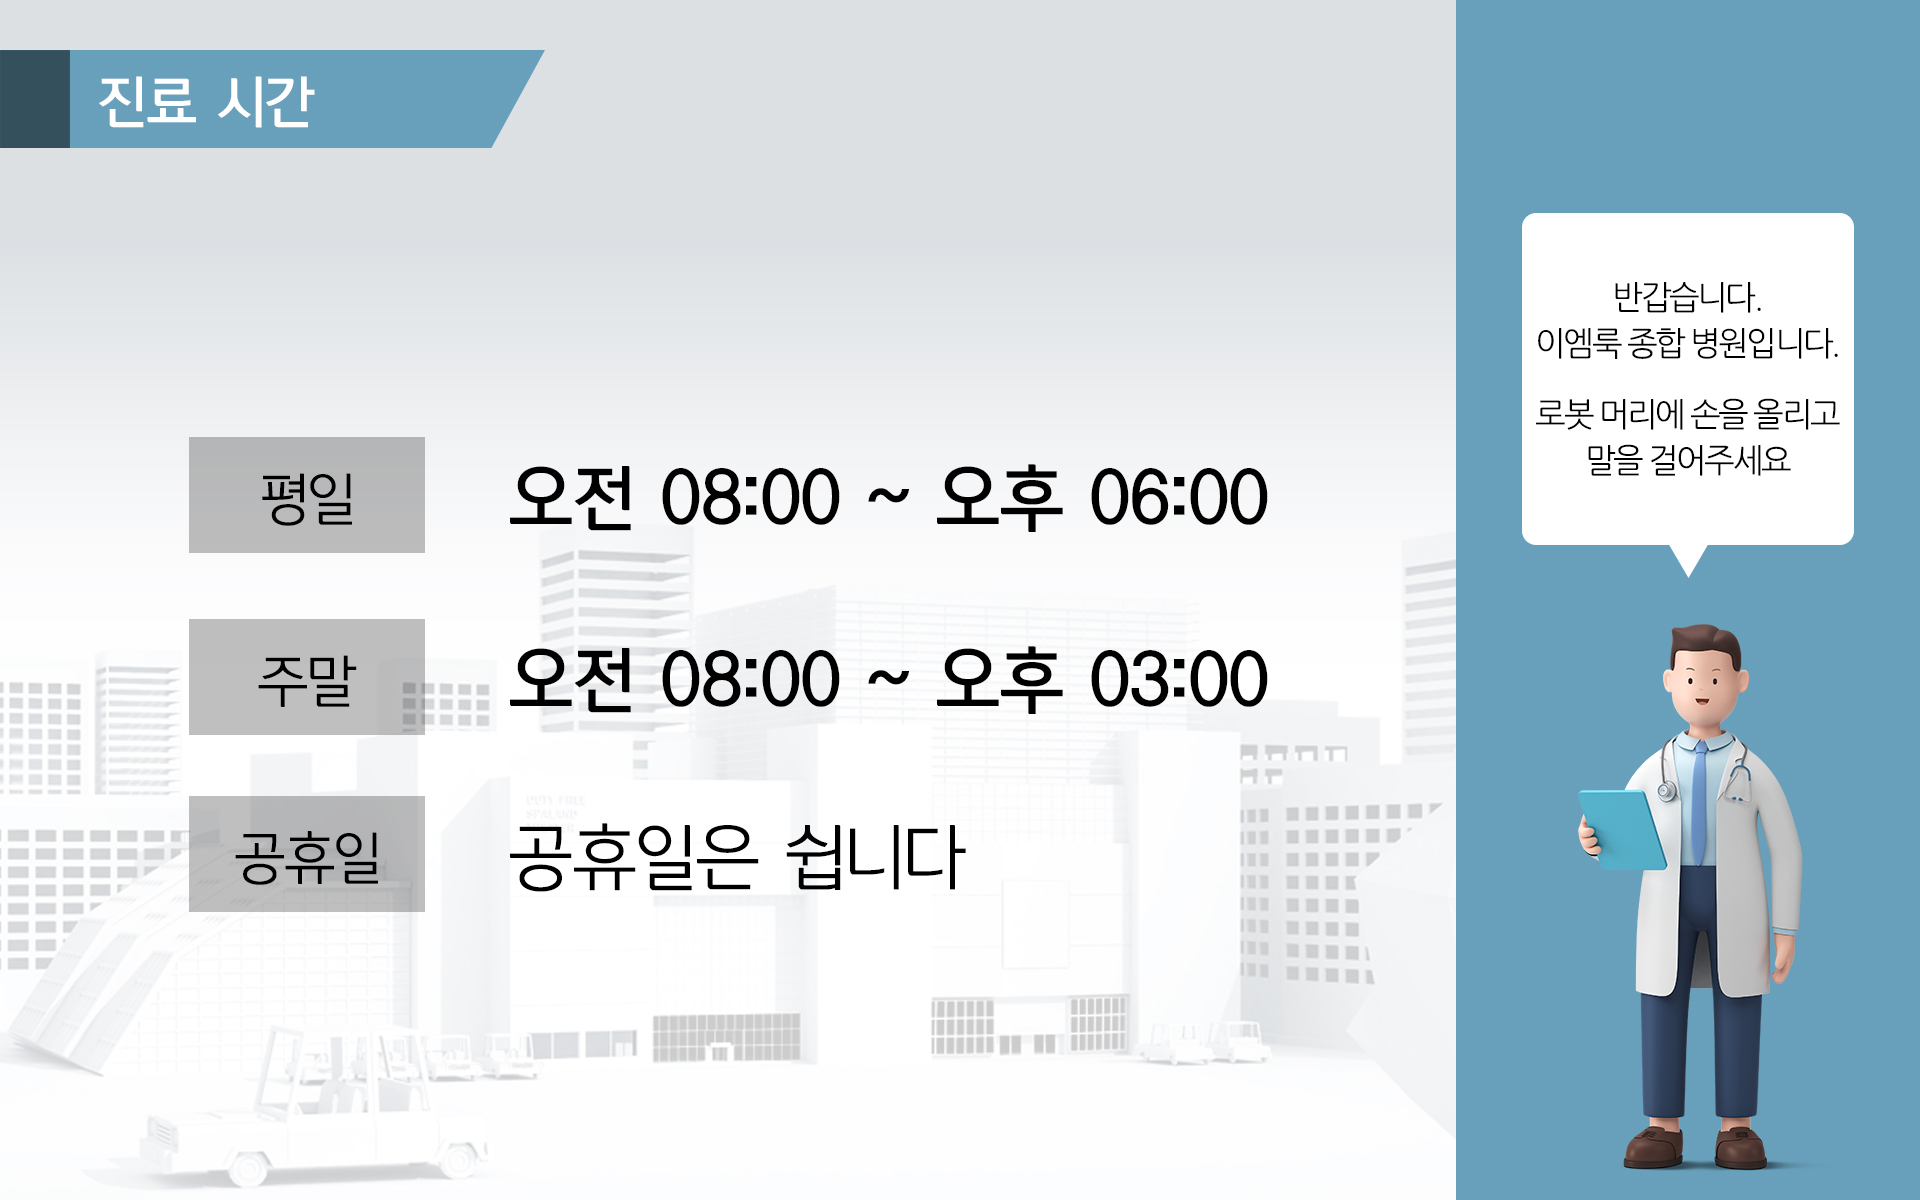 진료 시간
평일 오전 08:00 ~ 오후 06:00
주말 오전 08:00 ~ 오후 03:00
공휴일 공휴일은 쉽니다
반갑습니다.
이엠룩 종합 병원입니다.
로봇 머리에 손을 올리고
말을 걸어주세요
DUTY FREE